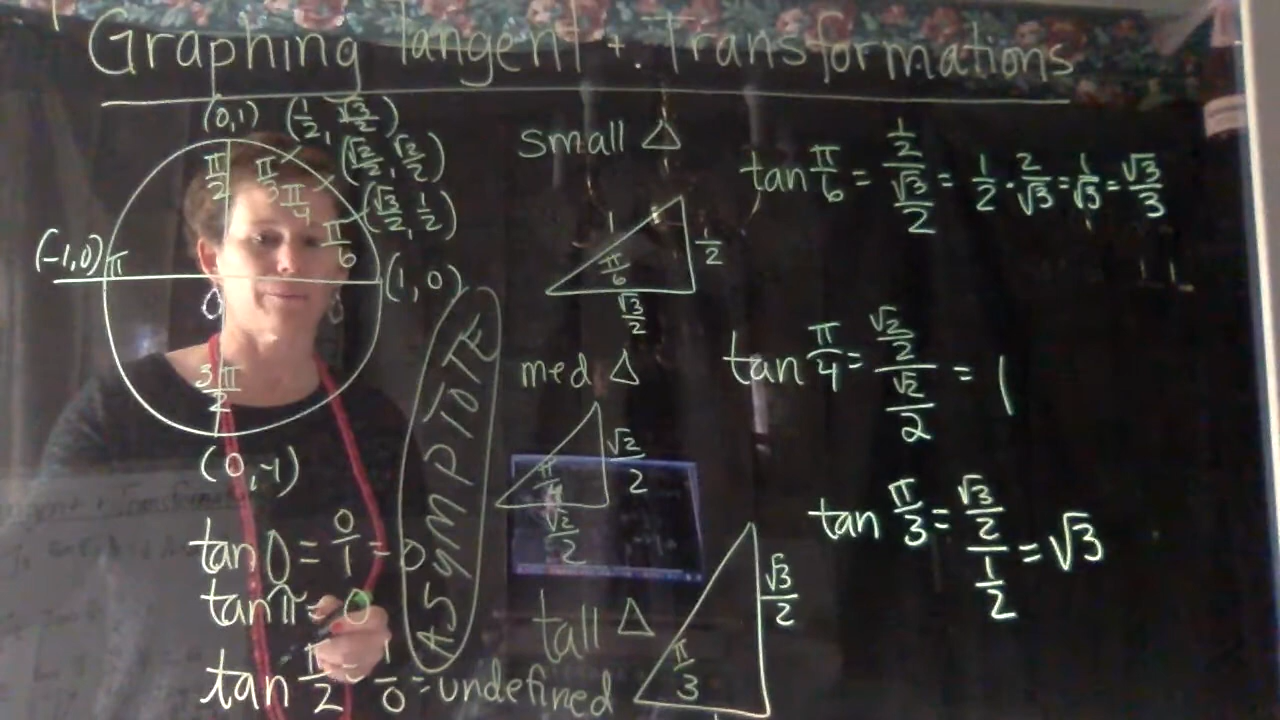 Graphing Tangent + Transformations
(0,1)
(1/2, √3/2)
(√2/2, √2/2)
(√3/2, 1/2)
π/2
π/3
π/4
π/6
(-1,0) π
(1,0)
3π/2
(0,-1)
tan 0 = 0/1 = 0
tan π = 0
tan π/2 = 1/0 = undefined
ASYMPTOTE
small △
1
π/6
1/2
√3/2
med △
π/4
√2/2
√2/2
tall △
π/3
√3/2
tan π/6 = (1/2)/(√3/2) = 1/2 · 2/√3 = 1/√3 = √3/3
tan π/4 = (√2/2)/(√2/2) = 1
tan π/3 = (√3/2)/(1/2) = √3